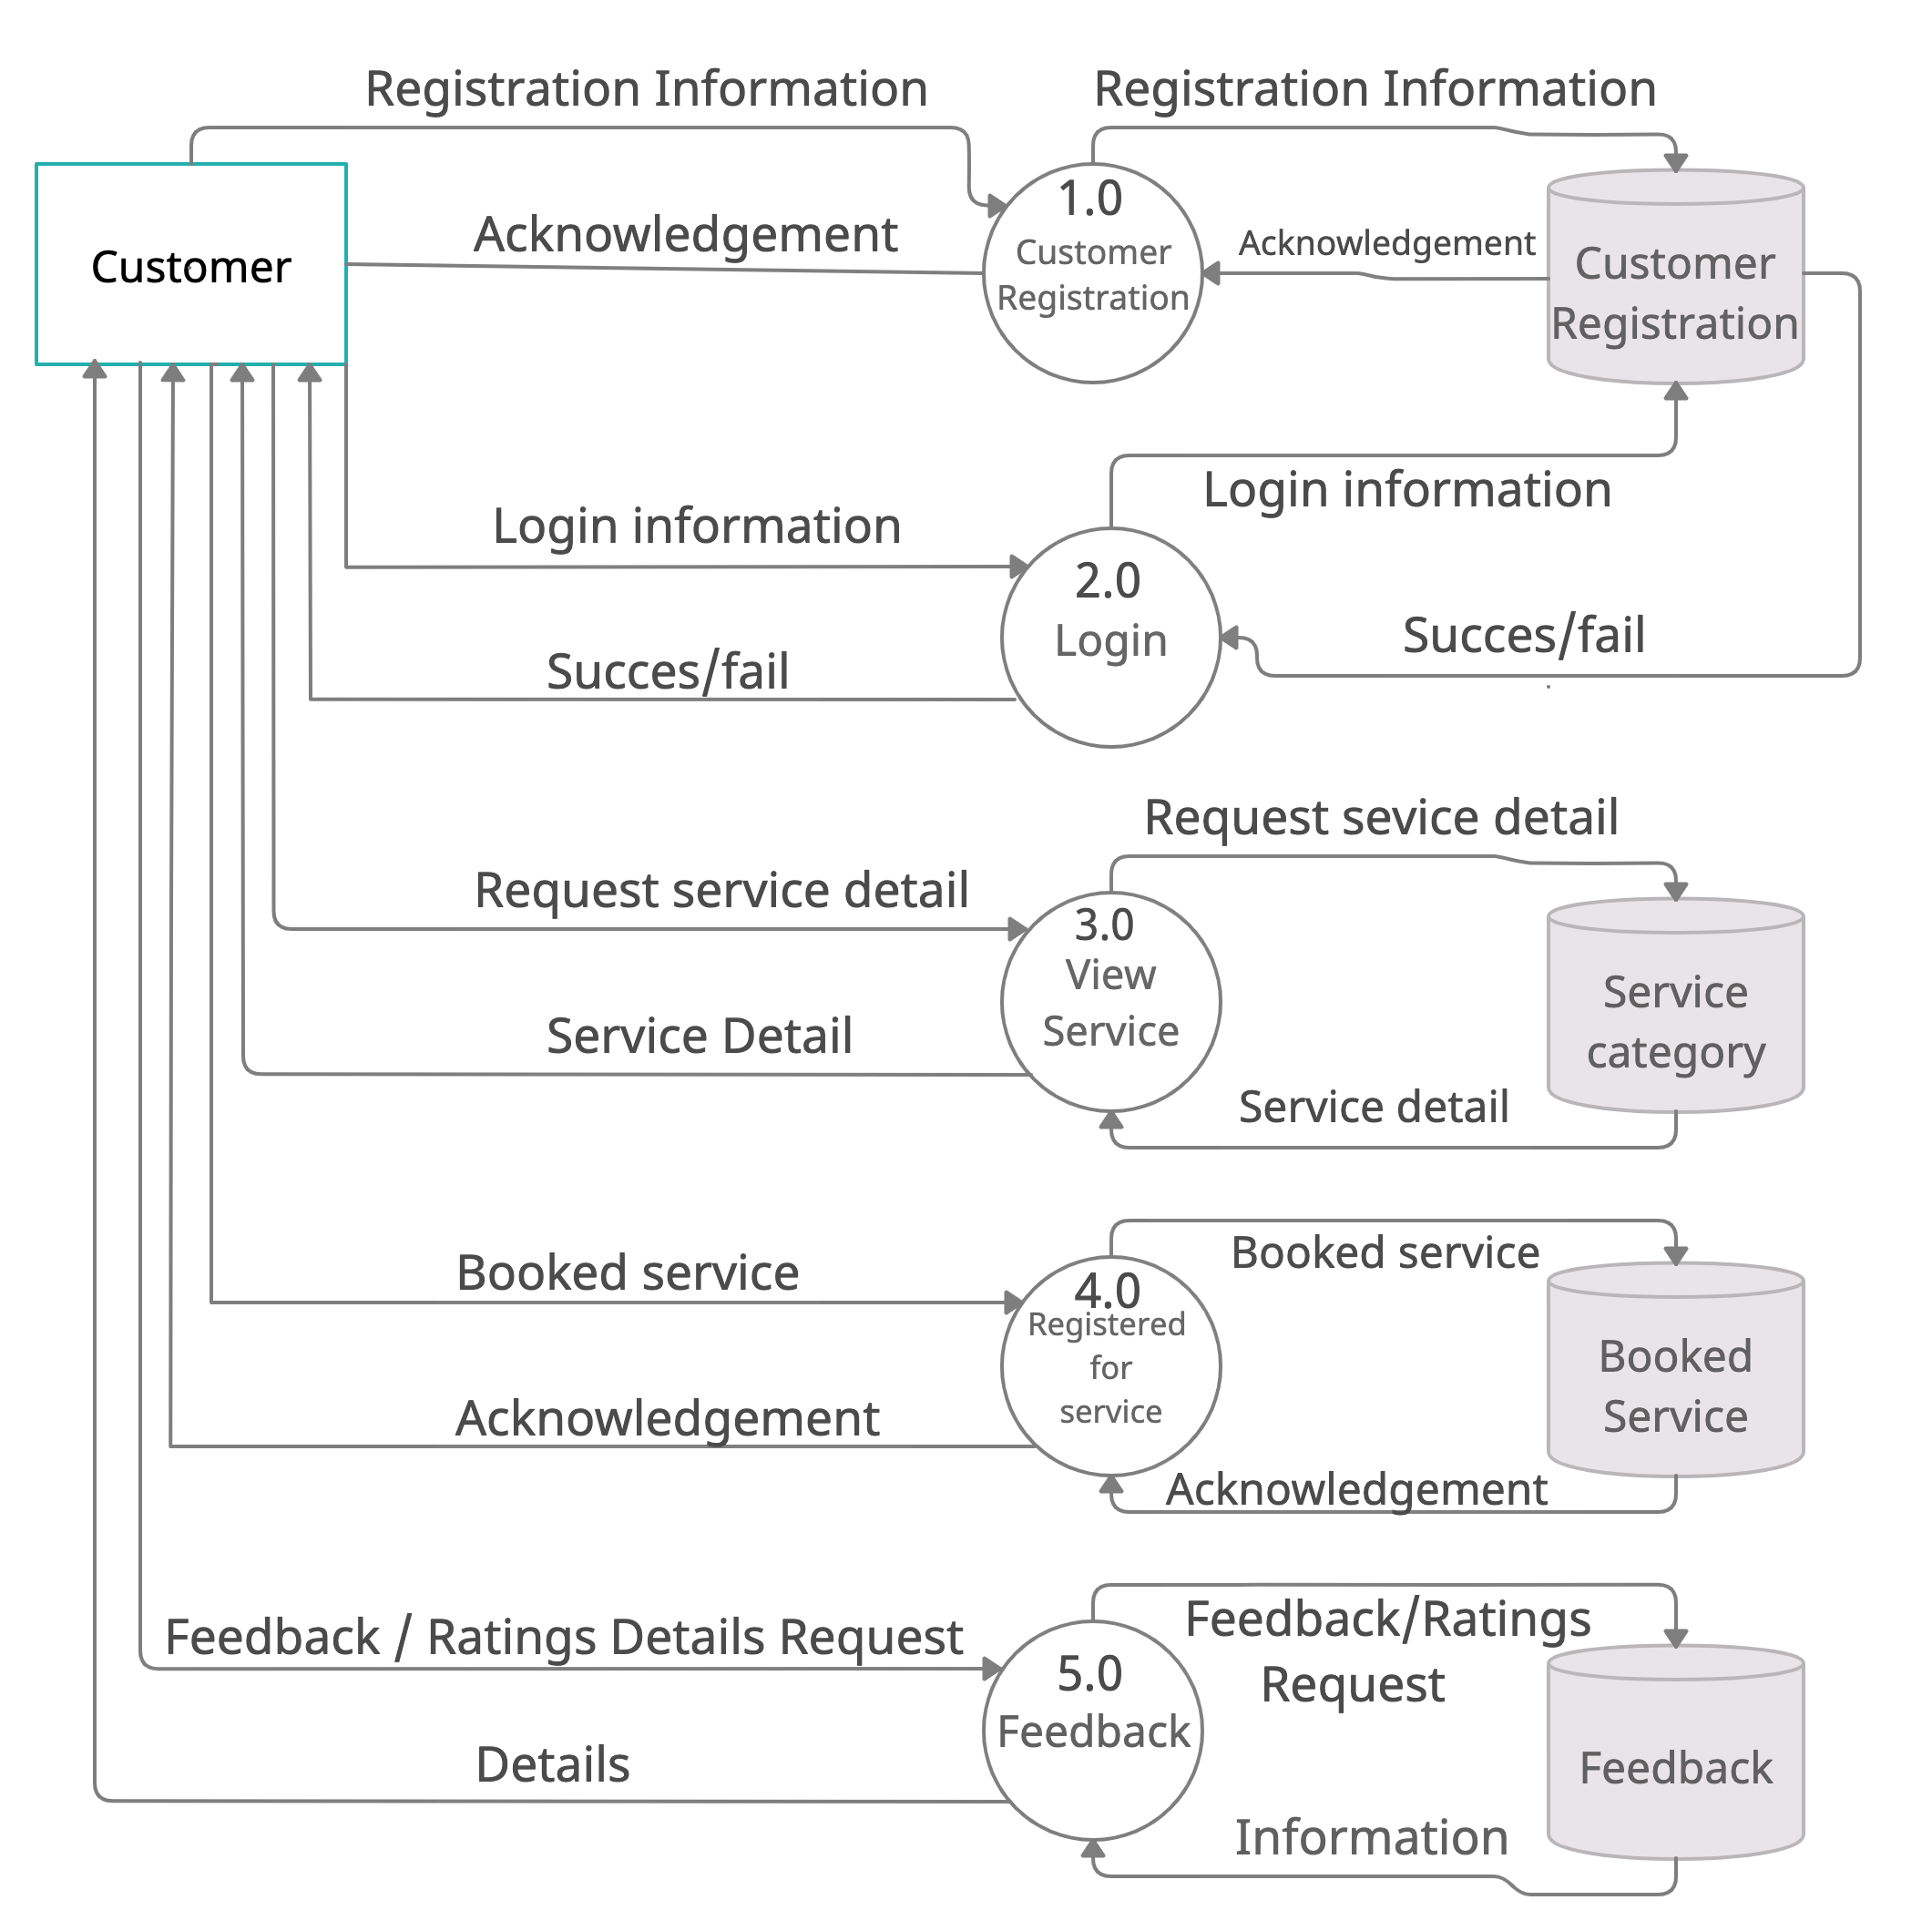 Registration Information
Registration Information
Customer
Acknowledgement
1.0
Customer
Registration
Acknowledgement
Customer
Registration
Login information
Login information
2.0
Login
Succes/fail
Succes/fail
Request sevice detail
Request service detail
3.0
View
Service
Service
category
Service Detail
Service detail
Booked service
Booked service
4.0
Registered
for
service
Booked
Service
Acknowledgement
Acknowledgement
Feedback / Ratings Details Request
Feedback/Ratings
Request
5.0
Feedback
Feedback
Details
Information